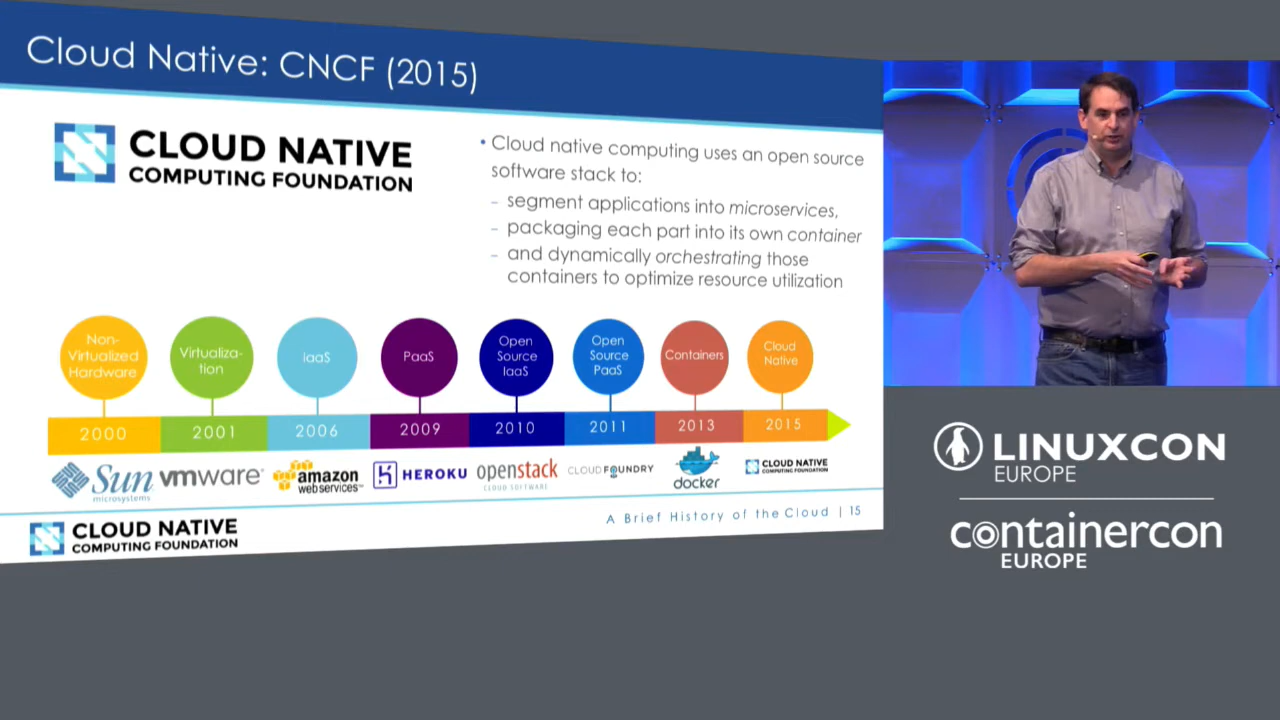 Cloud Native: CNCF (2015)
CLOUD NATIVE
COMPUTING FOUNDATION
• Cloud native computing uses an open source
software stack to:
– segment applications into microservices,
– packaging each part into its own container
– and dynamically orchestrating those
containers to optimize resource utilization
Non-
Virtualized
Hardware
Virtualiza-
tion
IaaS
PaaS
Open
Source
IaaS
Open
Source
PaaS
Containers
Cloud
Native
2000
2001
2006
2009
2010
2011
2013
2015
Sun
microsystems
vmware®
amazon
web services™
HEROKU
openstack
CLOUD SOFTWARE
CLOUD FOUNDRY
docker
CLOUD NATIVE
COMPUTING FOUNDATION
CLOUD NATIVE
COMPUTING FOUNDATION
A Brief History of the Cloud | 15
LINUXCON
EUROPE
containercon
EUROPE